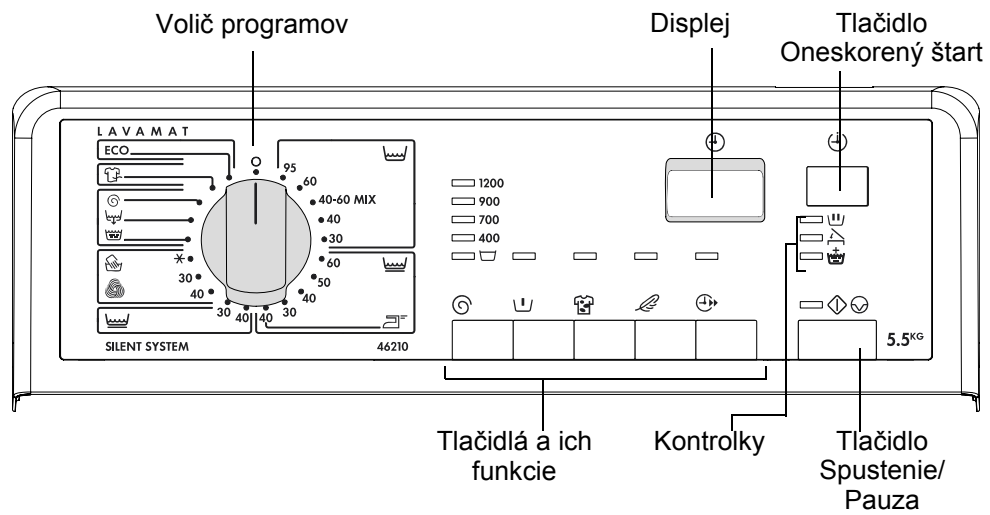 Volič programov
Displej
Tlačidlo
Oneskorený štart
LAVAMAT
ECO
95
60
40-60 MIX
40
30
60
50
40
30
40
40
30
40
30
1200
900
700
400
SILENT SYSTEM
46210
5.5KG
Tlačidlá a ich
funkcie
Kontrolky
Tlačidlo
Spustenie/
Pauza